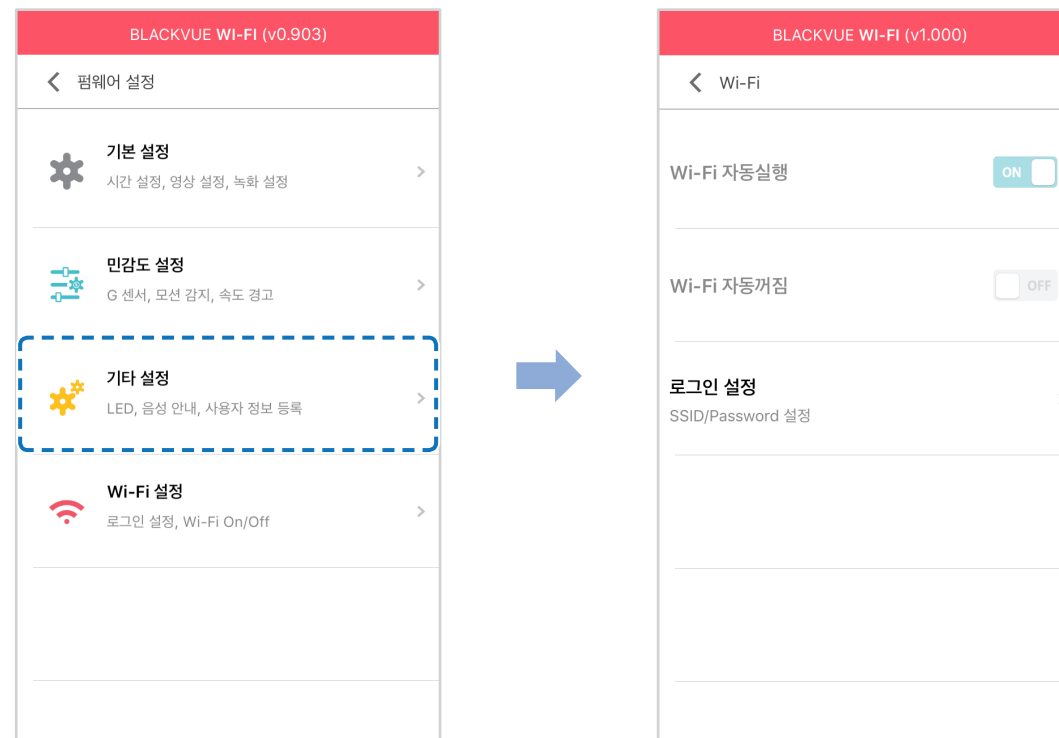 BLACKVUE WI-FI (v0.903)
펌웨어 설정
기본 설정
시간 설정, 영상 설정, 녹화 설정
민감도 설정
G 센서, 모션 감지, 속도 경고
기타 설정
LED, 음성 안내, 사용자 정보 등록
Wi-Fi 설정
로그인 설정, Wi-Fi On/Off
BLACKVUE WI-FI (v1.000)
Wi-Fi
Wi-Fi 자동실행
ON
Wi-Fi 자동꺼짐
OFF
로그인 설정
SSID/Password 설정